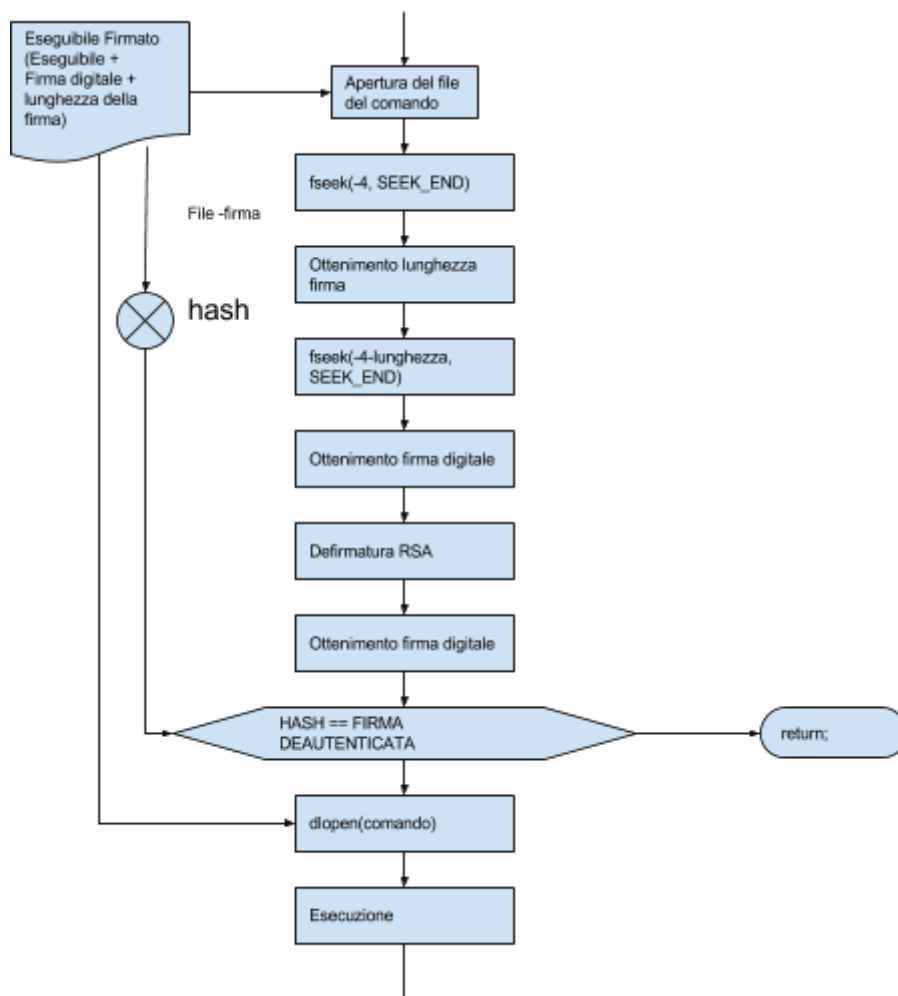 Eseguibile Firmato
(Eseguibile +
Firma digitale +
lunghezza della
firma)
Apertura del file
del comando
fseek(-4, SEEK_END)
File -firma
Ottenimento lunghezza
firma
hash
fseek(-4-lunghezza,
SEEK_END)
Ottenimento firma digitale
Defirmatura RSA
Ottenimento firma digitale
HASH == FIRMA
DEAUTENTICATA
return;
dlopen(comando)
Esecuzione